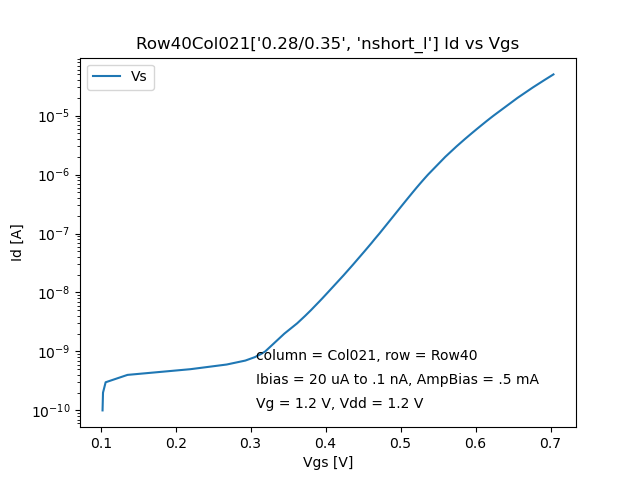 Row40Col021['0.28/0.35', 'nshort_l'] Id vs Vgs
Vs
Id [A]
10⁻⁵
10⁻⁶
10⁻⁷
10⁻⁸
10⁻⁹
10⁻¹⁰
column = Col021, row = Row40
Ibias = 20 uA to .1 nA, AmpBias = .5 mA
Vg = 1.2 V, Vdd = 1.2 V
0.1 0.2 0.3 0.4 0.5 0.6 0.7
Vgs [V]